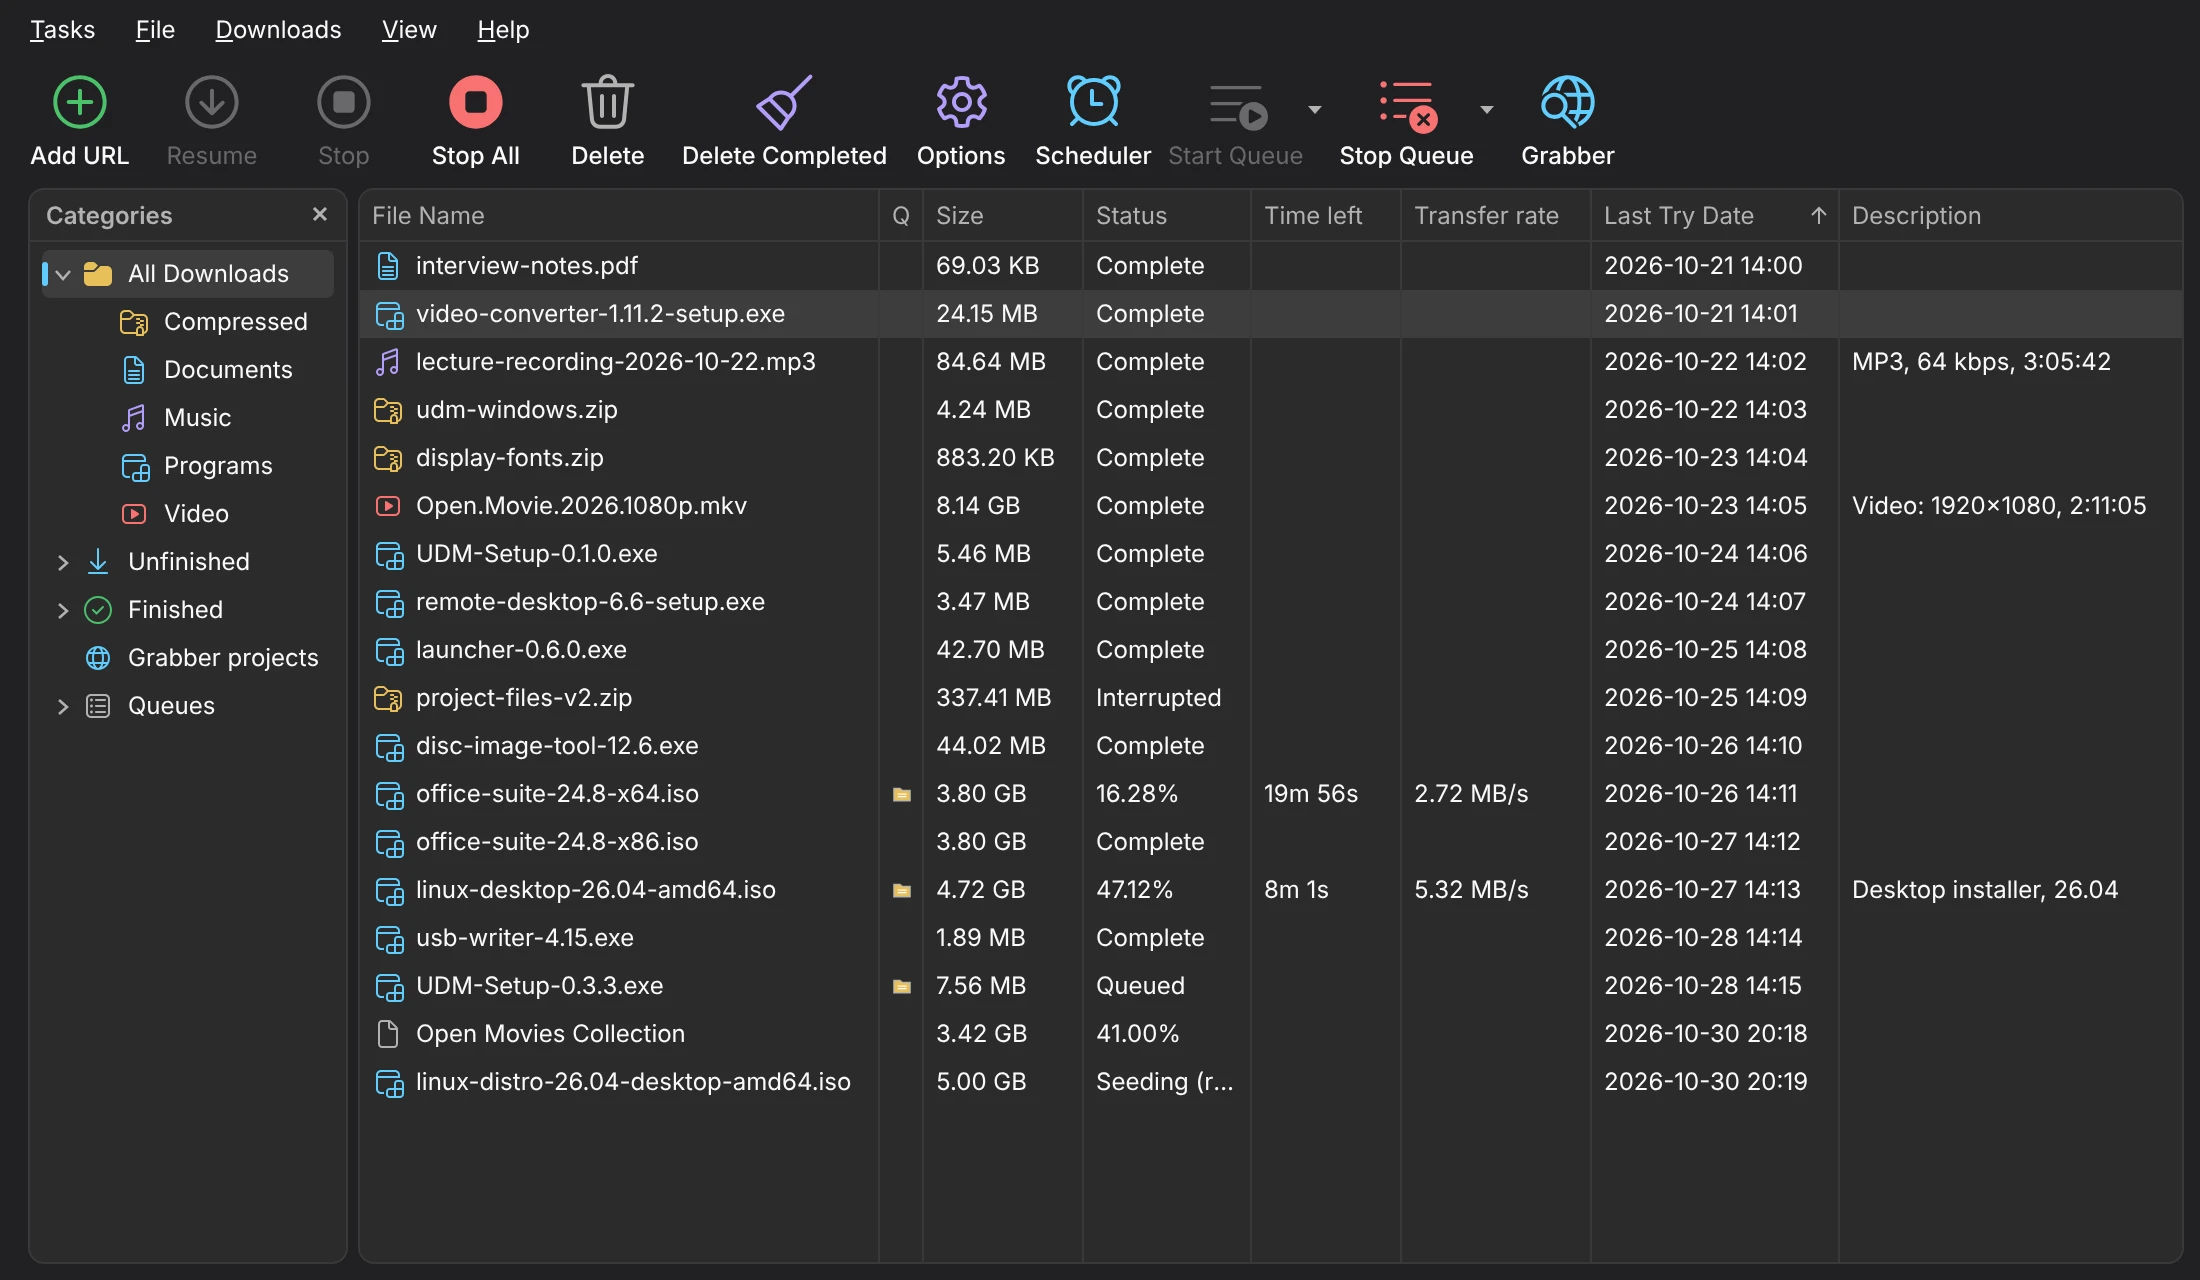 Tasks File Downloads View Help
Add URL Resume Stop Stop All Delete Delete Completed Options Scheduler Start Queue Stop Queue Grabber
Categories
All Downloads
Compressed
Documents
Music
Programs
Video
Unfinished
Finished
Grabber projects
Queues
File Name Q Size Status Time left Transfer rate Last Try Date Description
interview-notes.pdf 69.03 KB Complete 2026-10-21 14:00
video-converter-1.11.2-setup.exe 24.15 MB Complete 2026-10-21 14:01
lecture-recording-2026-10-22.mp3 84.64 MB Complete 2026-10-22 14:02 MP3, 64 kbps, 3:05:42
udm-windows.zip 4.24 MB Complete 2026-10-22 14:03
display-fonts.zip 883.20 KB Complete 2026-10-23 14:04
Open.Movie.2026.1080p.mkv 8.14 GB Complete 2026-10-23 14:05 Video: 1920×1080, 2:11:05
UDM-Setup-0.1.0.exe 5.46 MB Complete 2026-10-24 14:06
remote-desktop-6.6-setup.exe 3.47 MB Complete 2026-10-24 14:07
launcher-0.6.0.exe 42.70 MB Complete 2026-10-25 14:08
project-files-v2.zip 337.41 MB Interrupted 2026-10-25 14:09
disc-image-tool-12.6.exe 44.02 MB Complete 2026-10-26 14:10
office-suite-24.8-x64.iso 3.80 GB 16.28% 19m 56s 2.72 MB/s 2026-10-26 14:11
office-suite-24.8-x86.iso 3.80 GB Complete 2026-10-27 14:12
linux-desktop-26.04-amd64.iso 4.72 GB 47.12% 8m 1s 5.32 MB/s 2026-10-27 14:13 Desktop installer, 26.04
usb-writer-4.15.exe 1.89 MB Complete 2026-10-28 14:14
UDM-Setup-0.3.3.exe 7.56 MB Queued 2026-10-28 14:15
Open Movies Collection 3.42 GB 41.00% 2026-10-30 20:18
linux-distro-26.04-desktop-amd64.iso 5.00 GB Seeding (r... 2026-10-30 20:19